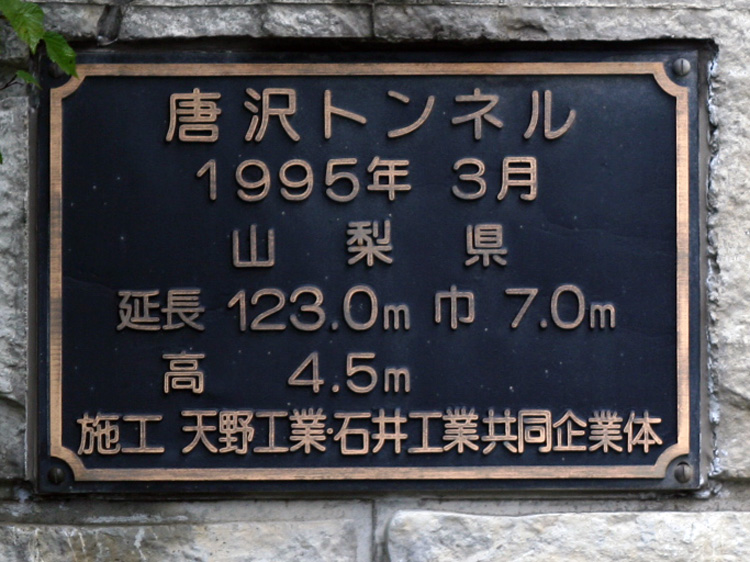 唐沢トンネル
1995年 3月
山 梨 県
延長 123.0m 巾 7.0m
高 4.5m
施工 天野工業・石井工業共同企業体